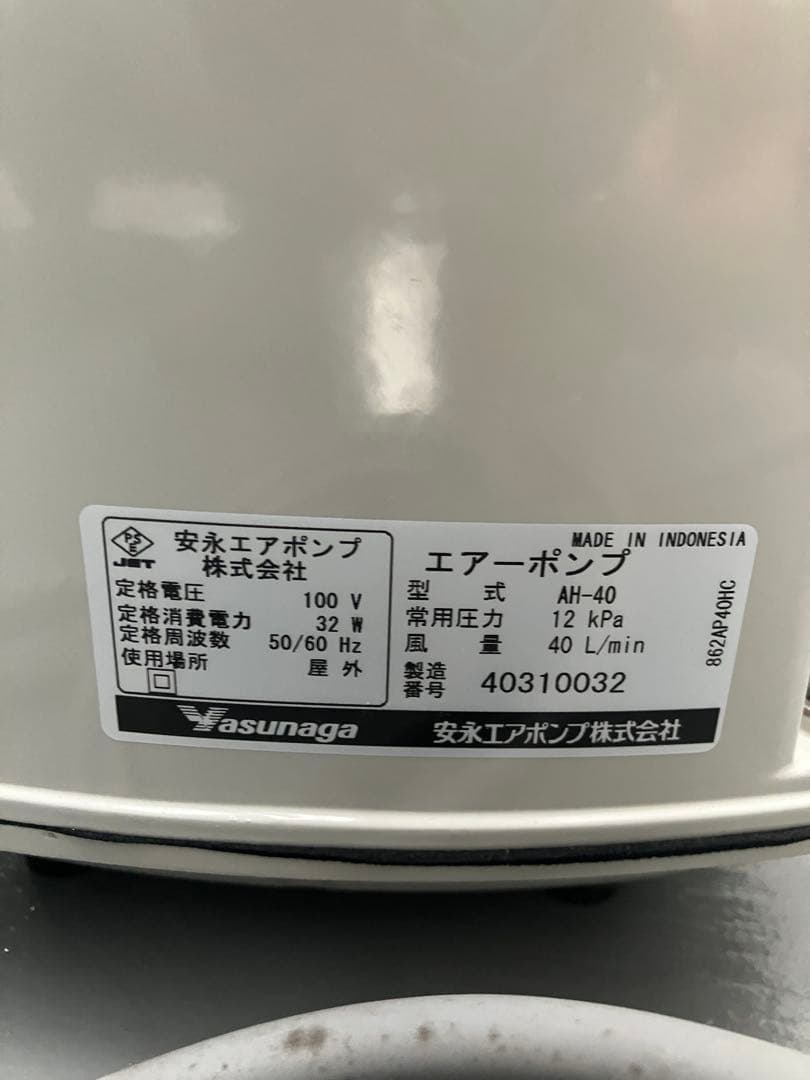 PSE
JET
安永エアポンプ
株式会社
定格電圧 100 V
定格消費電力 32 W
定格周波数 50/60 Hz
使用場所 屋外
MADE IN INDONESIA
エアーポンプ
型式 AH-40
常用圧力 12 kPa
風量 40 L/min
製造
番号 40310032
862AP40HC
Yasunaga 安永エアポンプ株式会社